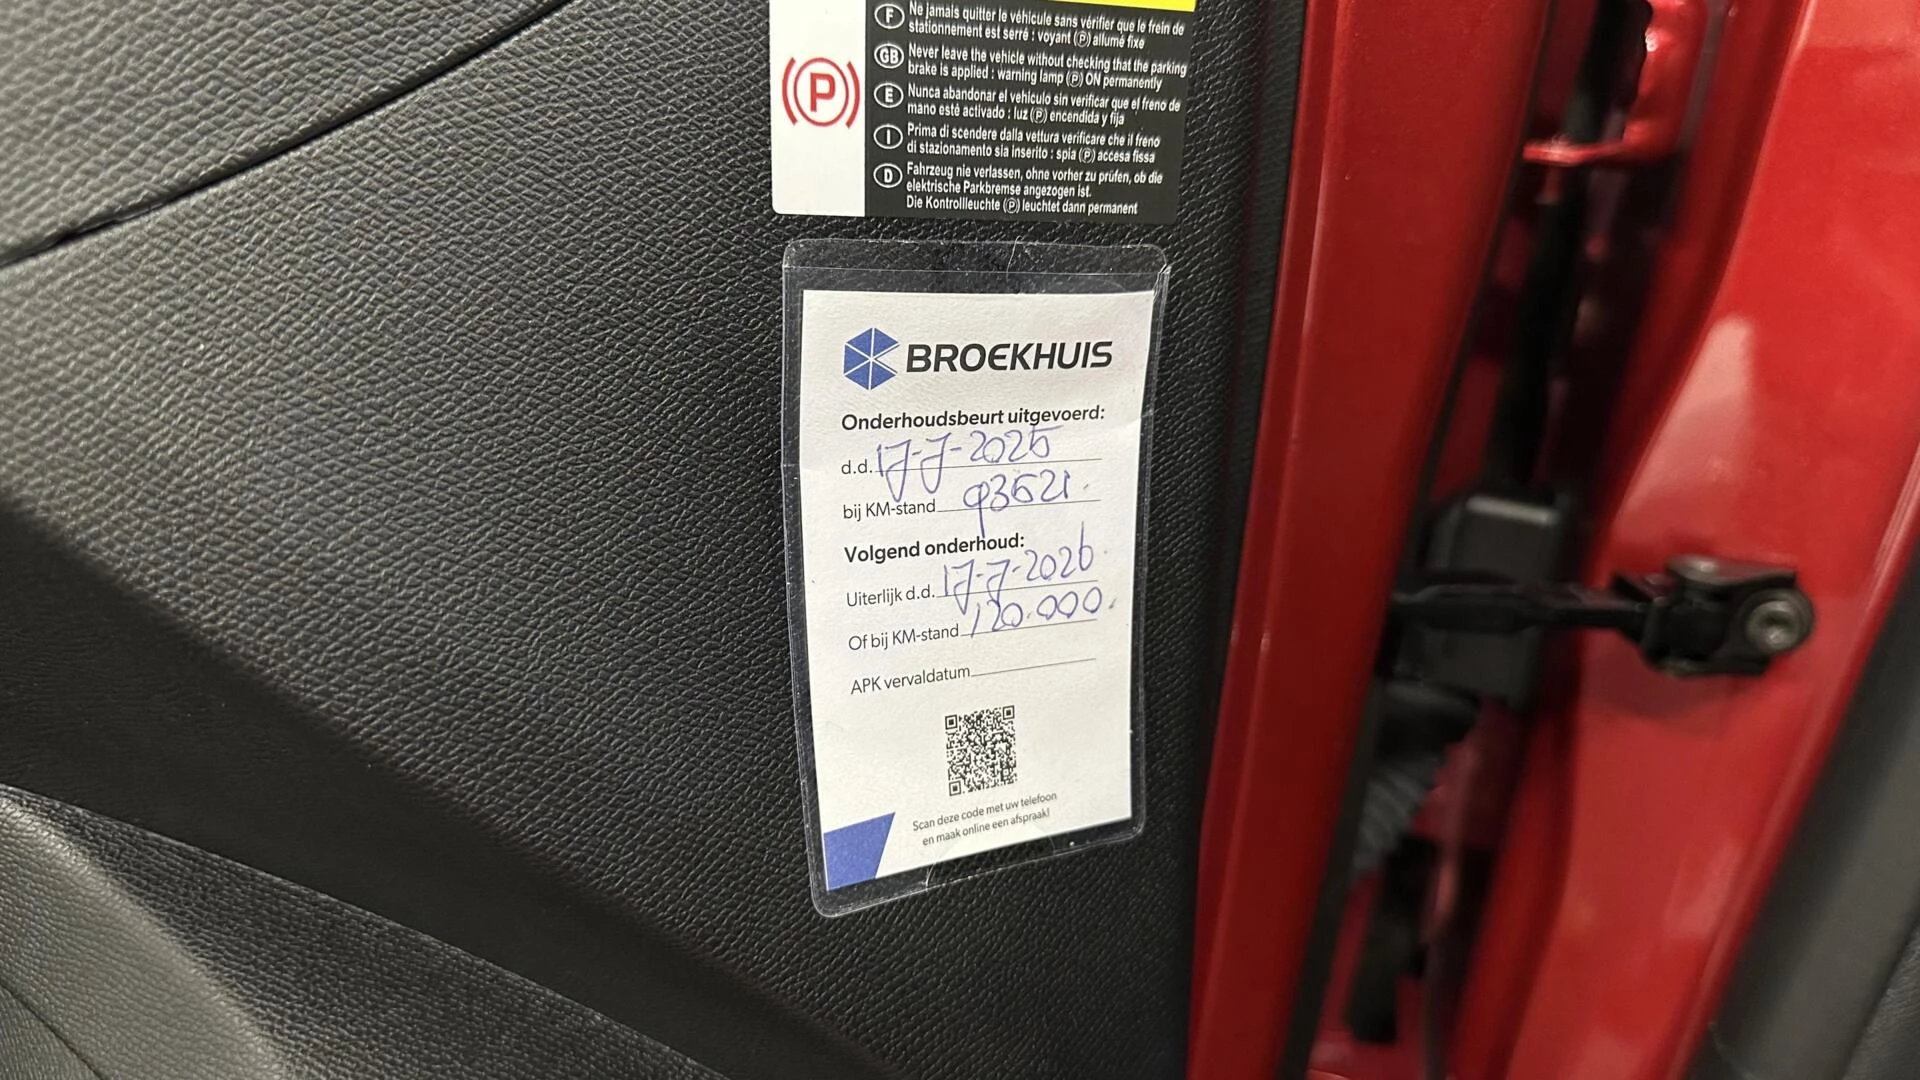 F Ne jamais quitter le véhicule sans vérifier que le frein de
stationnement est serré : voyant (P) allumé fixe
GB Never leave the vehicle without checking that the parking
brake is applied : warning lamp (P) ON permanently
E Nunca abandonar el vehiculo sin verificar que el freno de
mano esté activado : luz (P) encendida y fija
I Prima di scendere dalla vettura verificare che il freno
di stazionamento sia inserito : spia (P) accesa fissa
D Fahrzeug nie verlassen, ohne vorher zu prüfen, ob die
elektrische Parkbremse angezogen ist.
Die Kontrollleuchte (P) leuchtet dann permanent
(P)
BROEKHUIS
Onderhoudsbeurt uitgevoerd:
d.d. 17-7-2025
bij KM-stand 93621.
Volgend onderhoud:
Uiterlijk d.d. 17-7-2026.
Of bij KM-stand 120.000.
APK vervaldatum
Scan deze code met uw telefoon
en maak online een afspraak!